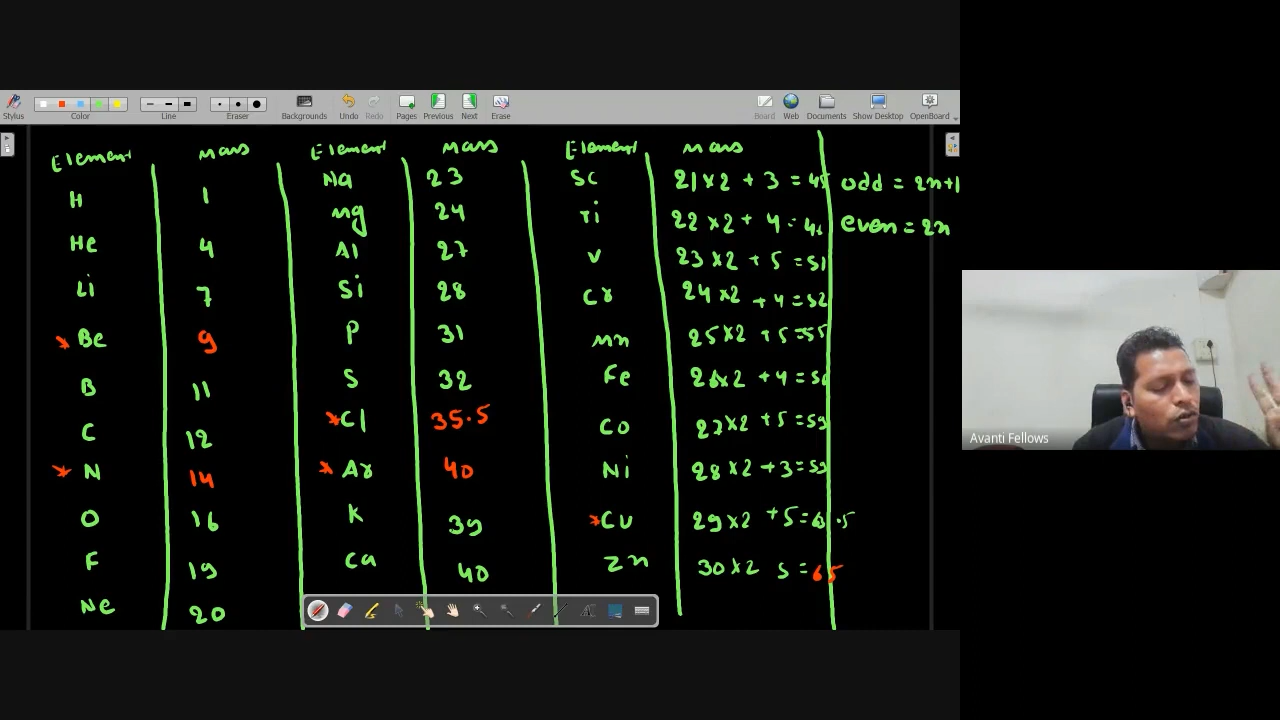 Stylus Color Line Eraser Backgrounds Undo Redo Pages Previous Next Erase Board Web Documents Show Desktop OpenBoard
Element mass Element mass Element mass
H 1 Na 23 Sc 21×2 + 3 = 45 odd = 2n+1
He 4 mg 24 Ti 22×2 + 4 = 48 even = 2n
Li 7 Al 27 V 23×2 + 5 = 51
* Be 9 Si 28 Cr 24×2 + 4 = 52
B 11 P 31 mn 25×2 + 5 = 55
C 12 S 32 Fe 26×2 + 4 = 56
* N 14 * Cl 35.5 Co 27×2 + 5 = 59
O 16 * Ar 40 Ni 28×2 + 3 = 59
F 19 K 39 * Cu 29×2 + 5 = 63.5
Ne 20 Ca 40 Zn 30×2 5 = 65
Avanti Fellows